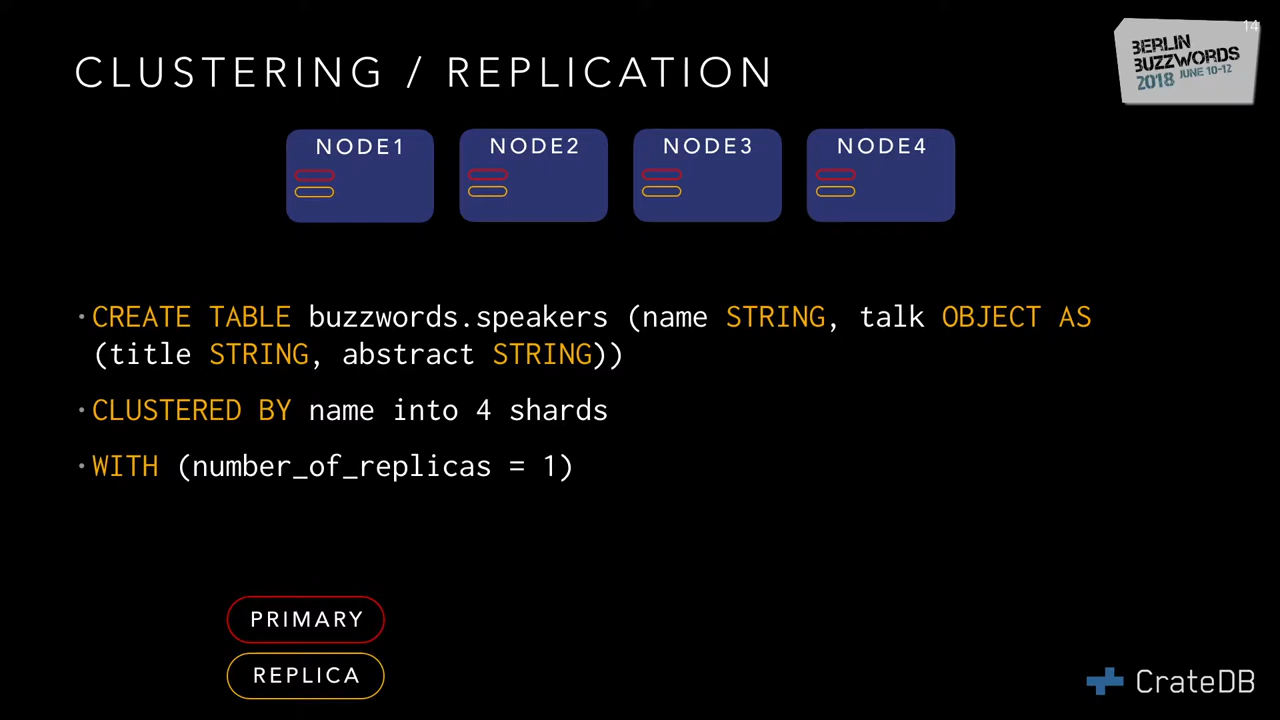 14
CLUSTERING / REPLICATION
BERLIN
BUZZWORDS
2018 JUNE 10-12
NODE1 NODE2 NODE3 NODE4
CREATE TABLE buzzwords.speakers (name STRING, talk OBJECT AS
(title STRING, abstract STRING))
CLUSTERED BY name into 4 shards
WITH (number_of_replicas = 1)
PRIMARY
REPLICA
CrateDB